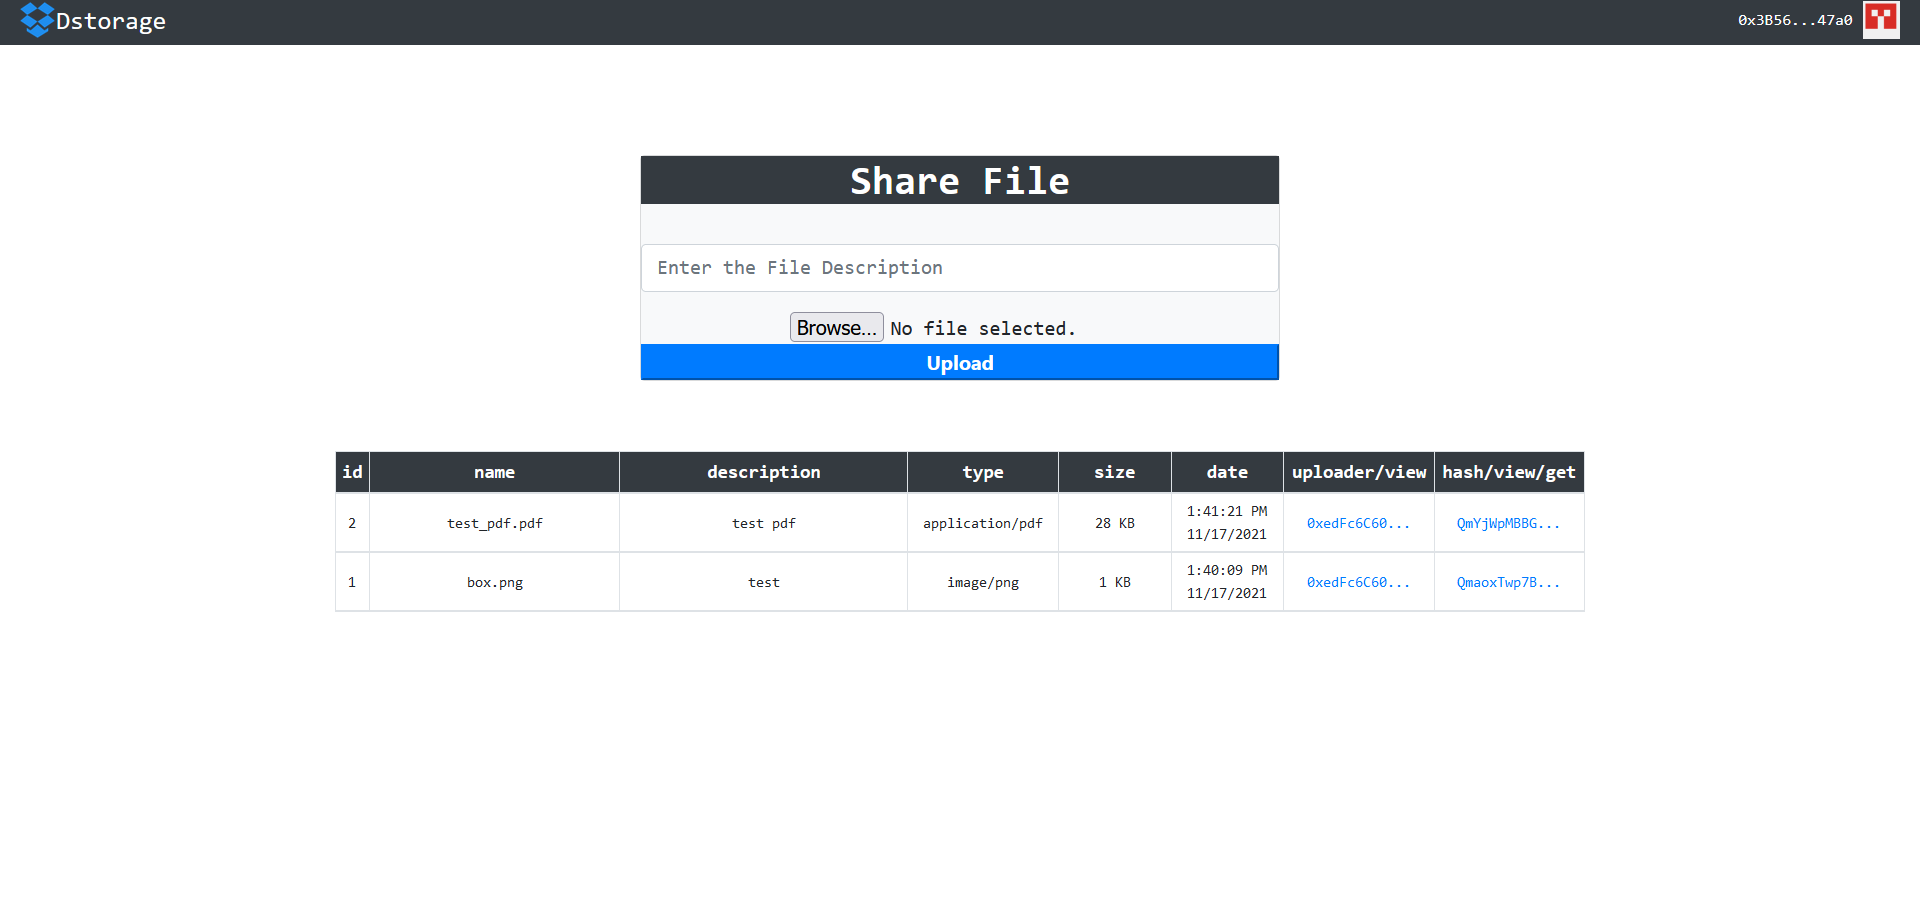 Dstorage
0x3B56...47a0
Share File
Enter the File Description
Browse... No file selected.
Upload
id name description type size date uploader/view hash/view/get
2 test_pdf.pdf test pdf application/pdf 28 KB 1:41:21 PM 11/17/2021 0xedFc6C60... QmYjWpMBBG...
1 box.png test image/png 1 KB 1:40:09 PM 11/17/2021 0xedFc6C60... QmaoxTwp7B...